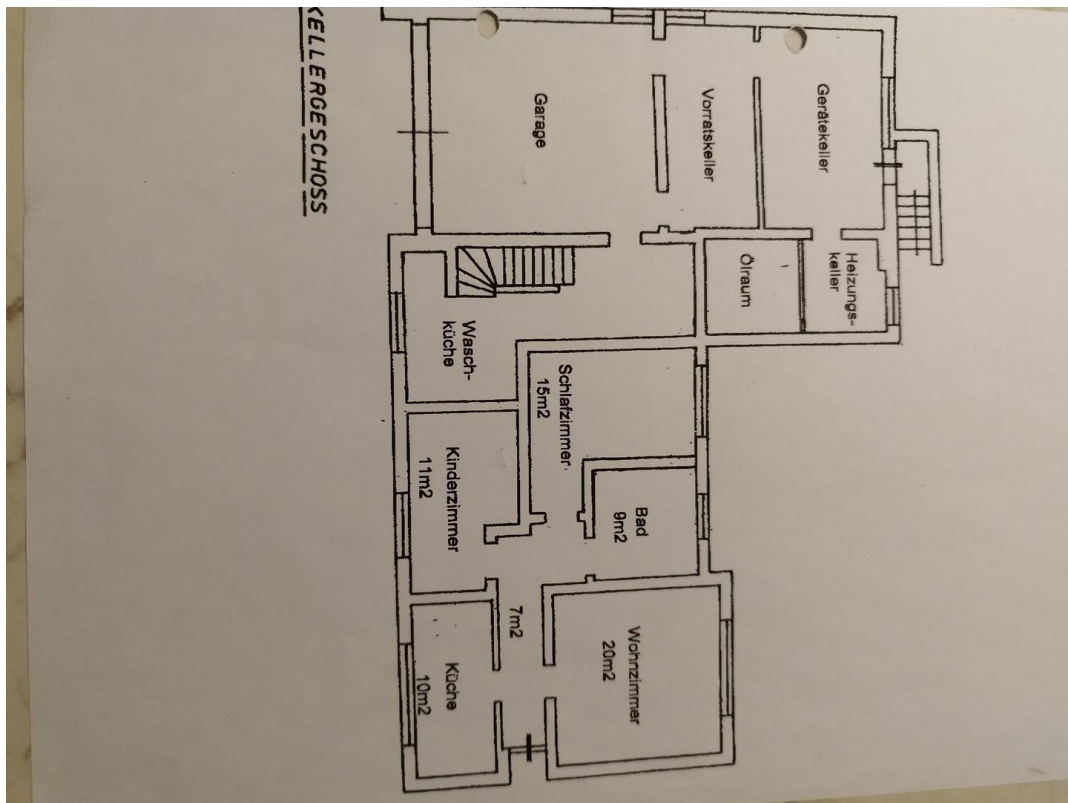 KELLERGESCHOSS
Garage
Vorratskeller
Gerätekeller
Heizungs-
keller
Ölraum
Wasch-
küche
Schlafzimmer
15m2
Kinderzimmer
11m2
Bad
9m2
7m2
Wohnzimmer
20m2
Küche
10m2